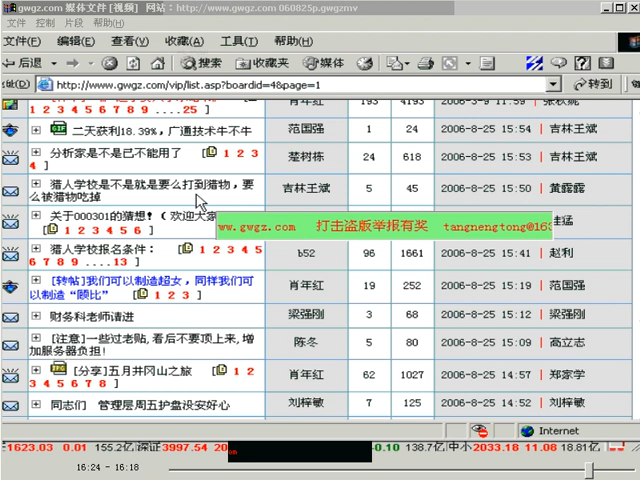 gwgz.com 媒体文件 [视频] 网站:http://www.gwgz.com 060825p.gwgzmv
文件 控制 片段 帮助(H)
文件(F) 编辑(E) 查看(V) 收藏(A) 工具(T) 帮助(H)
后退 搜索 收藏夹 媒体
址(D) http://www.gwgz.com/vip/list.asp?boardid=4&page=1 转到
1 2 3 4 5 6 7 8 9 ....25 ] 肖年红 193 4193 2006-3-9 11:59 |
GIF 二天获利18.39%,广通技术牛不牛 范国强 1 24 2006-8-25 15:54 | 吉林王斌
分析家是不是已不能用了 [ 1 2 3 4 ] 楚树栋 24 618 2006-8-25 15:53 | 吉林王斌
猎人学校是不是就是要么打到猎物,要么被猎物吃掉 吉林王斌 5 45 2006-8-25 15:50 | 黄露露
关于000301的猜想!(欢迎大家
[ 1 2 3 4 5 6 ]
ww.gwgz.com 打击盗版举报有奖 tangnengtong@163
猎人学校报名条件: [ 1 2 3 4 5 6 7 8 9 ....13 ] b52 96 1661 2006-8-25 15:41 | 赵利
[转帖]我们可以制造超女,同样我们可以制造“顾比” [ 1 2 3 ] 肖年红 19 252 2006-8-25 15:19 | 范国强
财务科老师请进 梁强刚 3 68 2006-8-25 15:12 | 梁强刚
[注意]一些过老贴,看后不要顶上来,增加服务器负担! 陈冬 5 80 2006-8-25 15:09 | 高立志
JPG [分享]五月井冈山之旅 [ 1 2 3 4 5 6 7 8 ] 肖年红 62 1027 2006-8-25 14:57 | 郑家学
同志们 管理层周五护盘没安好心 刘梓敏 7 125 2006-8-25 14:52 | 刘梓敏
Internet
1623.03 0.01 155.2亿 深证 3997.54 20 com -0.10 138.7亿 中小 2033.18 11.08 18.81亿
16:24 - 16:18